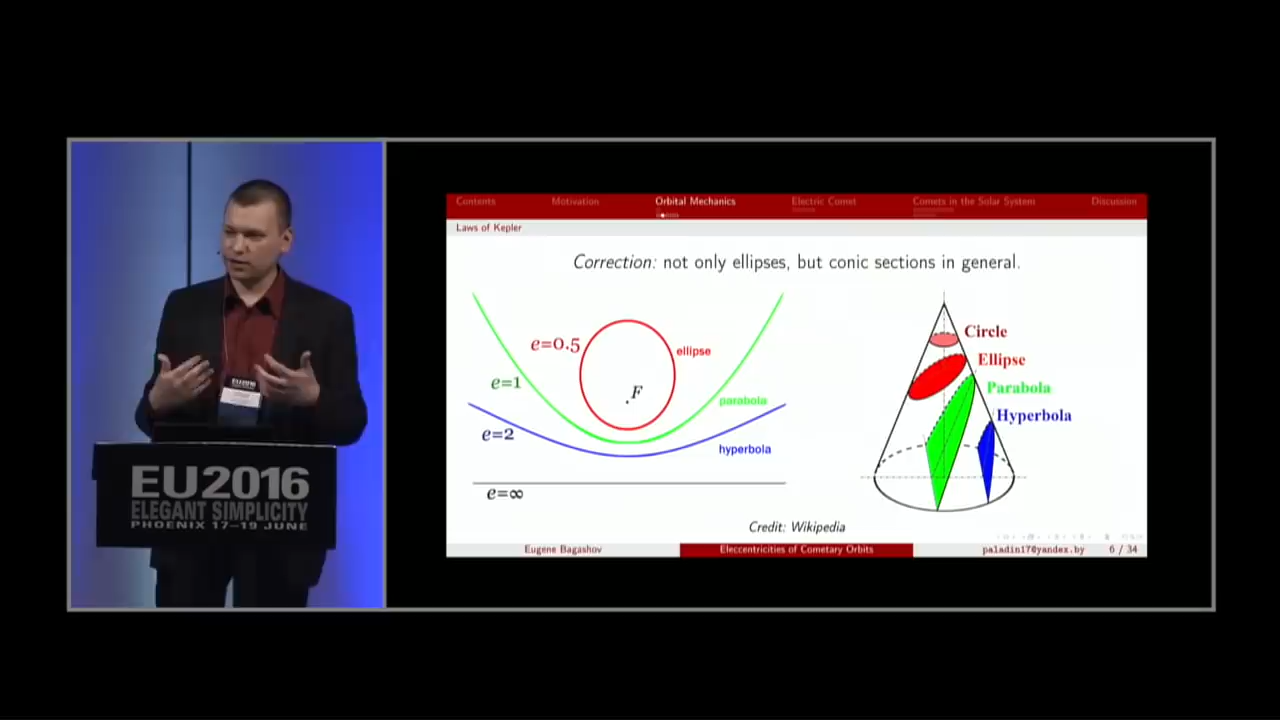 EU2016
EU2016
ELEGANT SIMPLICITY
PHOENIX 17–19 JUNE
Contents Motivation Orbital Mechanics Electric Comet Comets in the Solar System Discussion
Laws of Kepler
Correction: not only ellipses, but conic sections in general.
e=0.5
ellipse
F
e=1
parabola
e=2
hyperbola
e=∞
Circle
Ellipse
Parabola
Hyperbola
Credit: Wikipedia
Eugene Bagashov Eleccentricities of Cometary Orbits paladin17@yandex.by 6 / 34